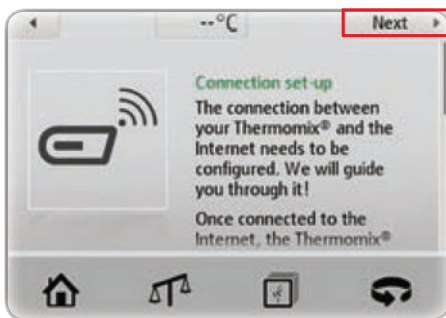 --°C
Next
Connection set-up
The connection between
your Thermomix® and the
Internet needs to be
configured. We will guide
you through it!
Once connected to the
Internet, the Thermomix®